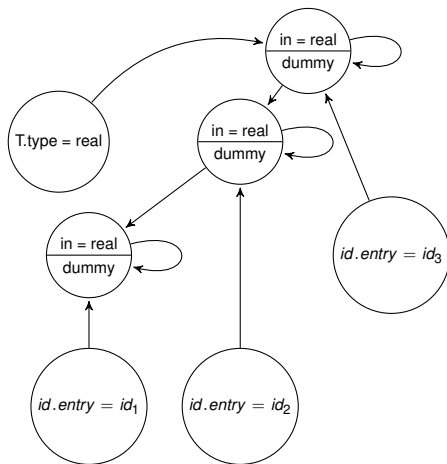 in = real
dummy
in = real
dummy
T.type = real
in = real
dummy
id.entry = id₃
id.entry = id₁
id.entry = id₂